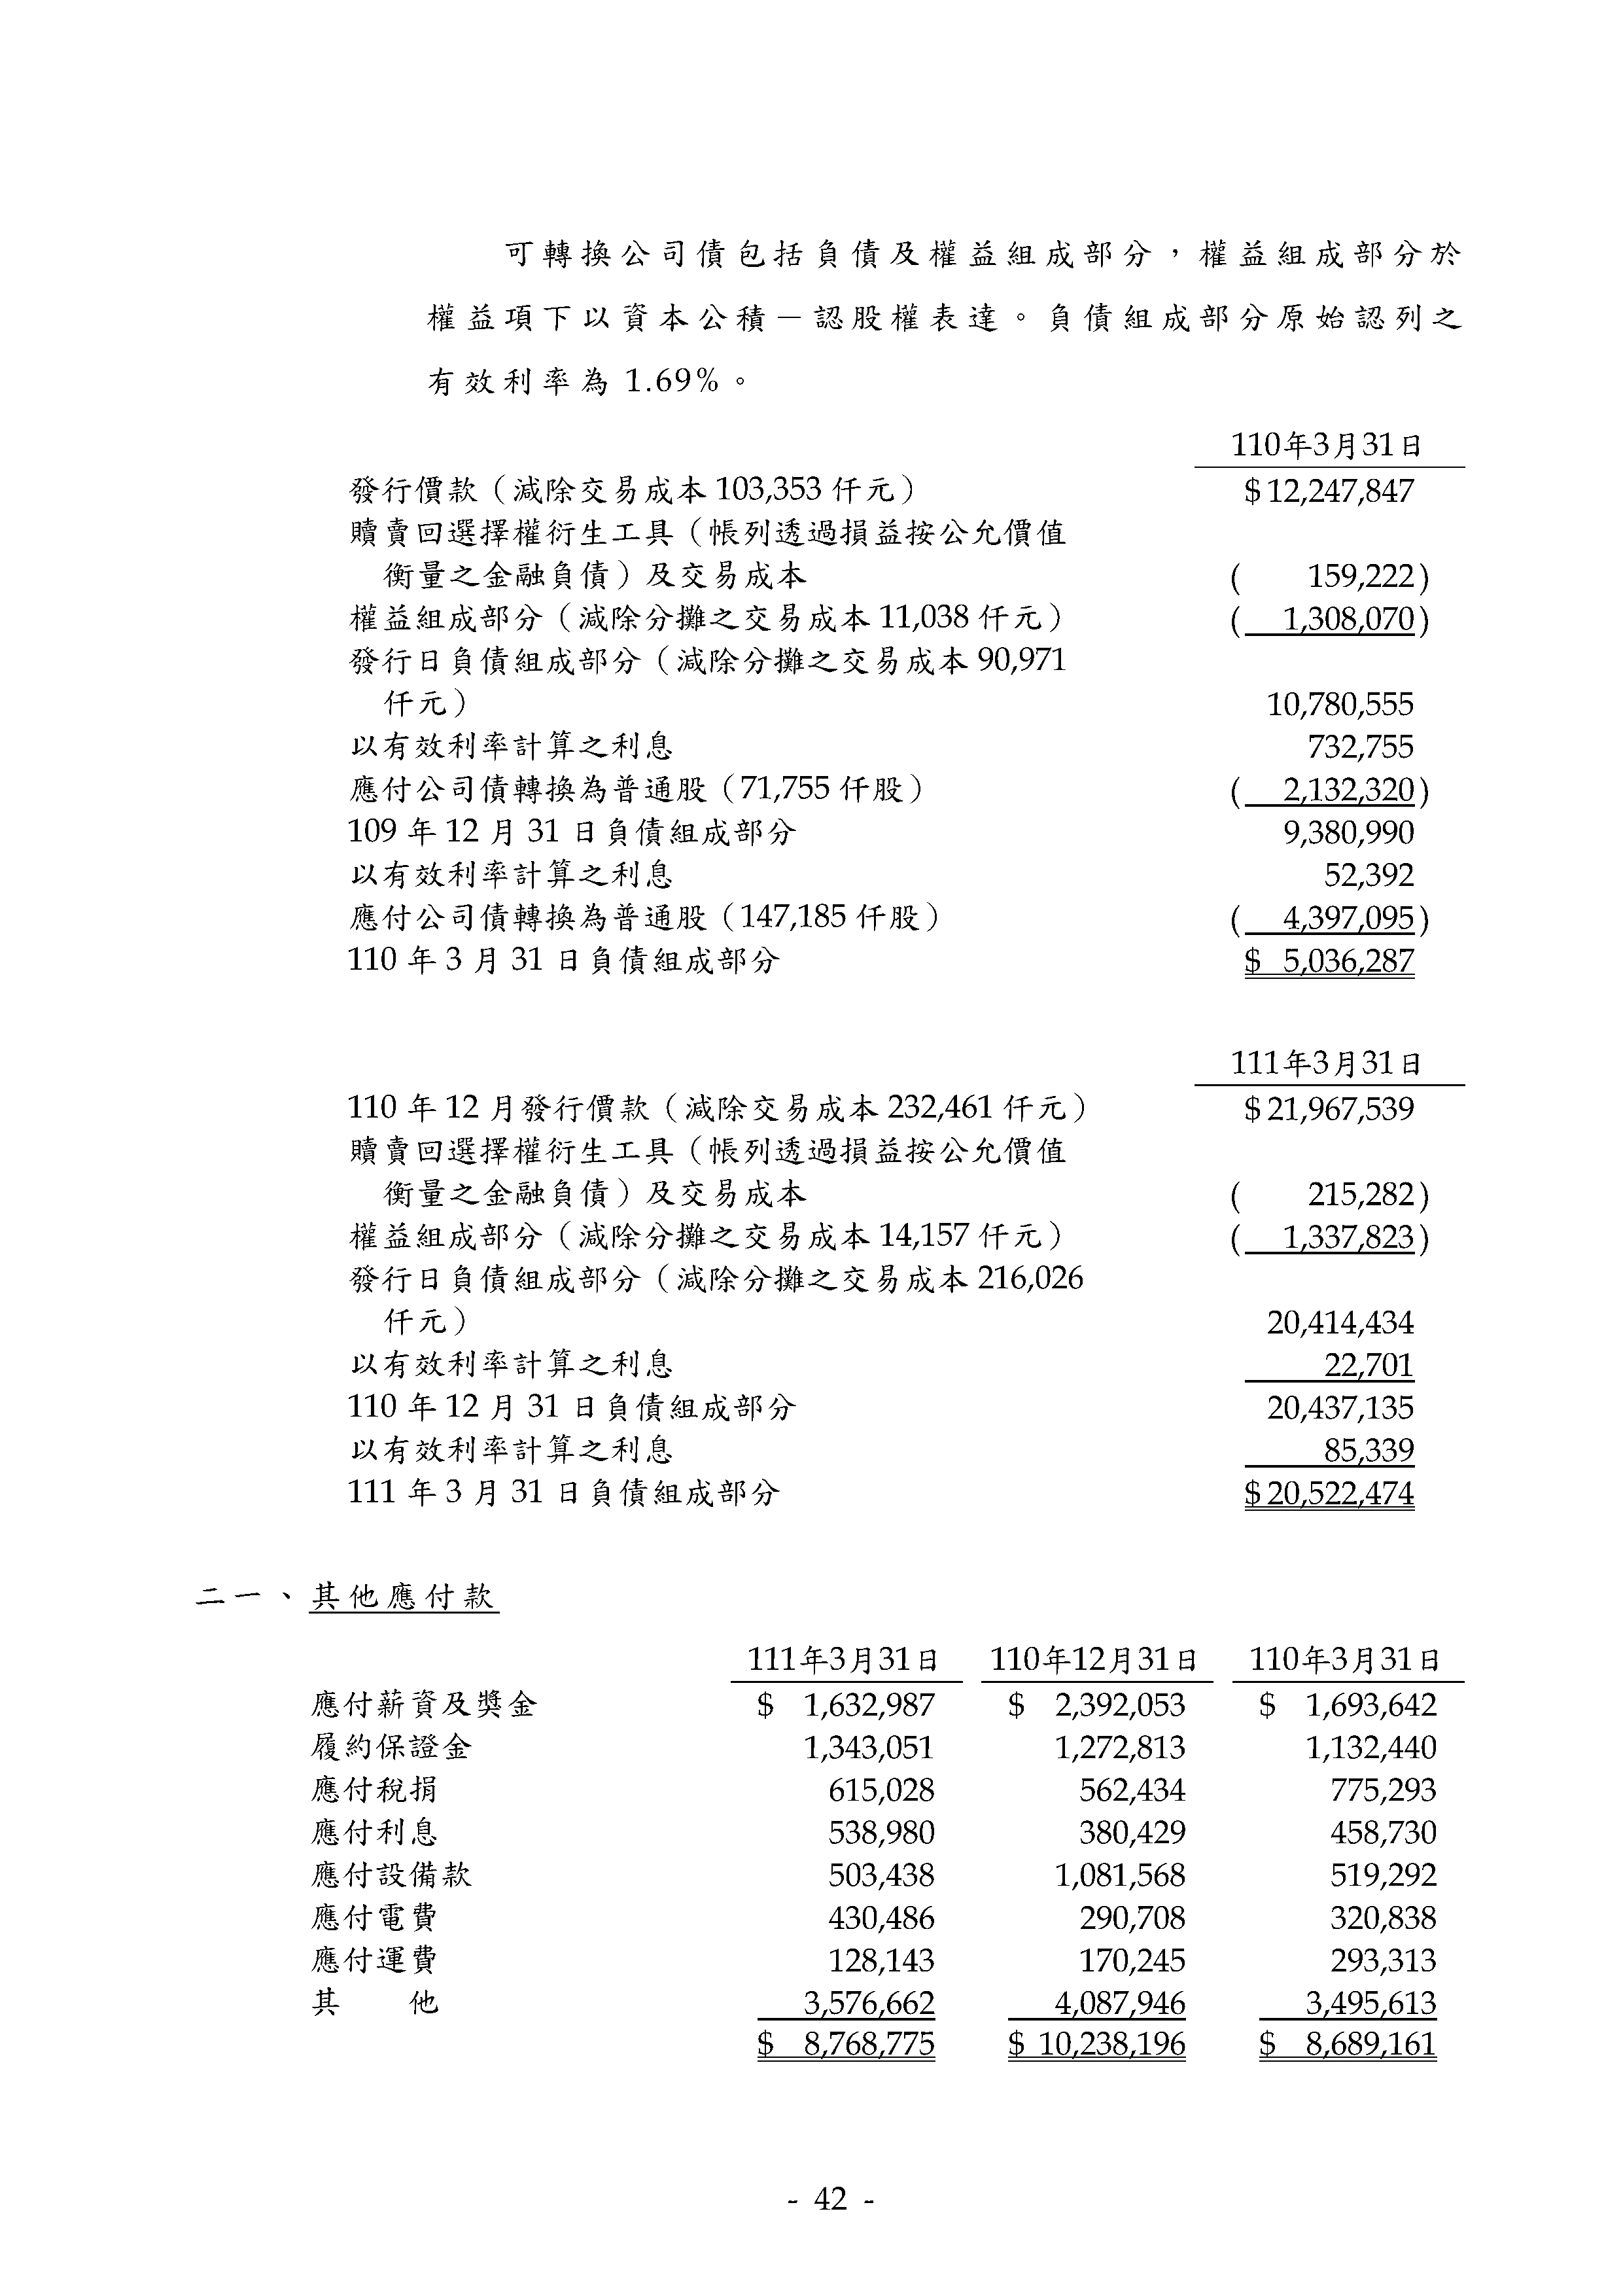 可轉換公司債包括負債及權益組成部分，權益組成部分於
權益項下以資本公積－認股權表達。負債組成部分原始認列之
有效利率為 1.69%。
110年3月31日
發行價款（減除交易成本 103,353 仟元） $ 12,247,847
贖賣回選擇權衍生工具（帳列透過損益按公允價值
衡量之金融負債）及交易成本 ( 159,222)
權益組成部分（減除分攤之交易成本 11,038 仟元） ( 1,308,070)
發行日負債組成部分（減除分攤之交易成本 90,971
仟元） 10,780,555
以有效利率計算之利息 732,755
應付公司債轉換為普通股（71,755 仟股） ( 2,132,320)
109 年 12 月 31 日負債組成部分 9,380,990
以有效利率計算之利息 52,392
應付公司債轉換為普通股（147,185 仟股） ( 4,397,095)
110 年 3 月 31 日負債組成部分 $ 5,036,287
111年3月31日
110 年 12 月發行價款（減除交易成本 232,461 仟元） $ 21,967,539
贖賣回選擇權衍生工具（帳列透過損益按公允價值
衡量之金融負債）及交易成本 ( 215,282)
權益組成部分（減除分攤之交易成本 14,157 仟元） ( 1,337,823)
發行日負債組成部分（減除分攤之交易成本 216,026
仟元） 20,414,434
以有效利率計算之利息 22,701
110 年 12 月 31 日負債組成部分 20,437,135
以有效利率計算之利息 85,339
111 年 3 月 31 日負債組成部分 $ 20,522,474
二一、其他應付款
111年3月31日 110年12月31日 110年3月31日
應付薪資及獎金 $ 1,632,987 $ 2,392,053 $ 1,693,642
履約保證金 1,343,051 1,272,813 1,132,440
應付稅捐 615,028 562,434 775,293
應付利息 538,980 380,429 458,730
應付設備款 503,438 1,081,568 519,292
應付電費 430,486 290,708 320,838
應付運費 128,143 170,245 293,313
其　　他 3,576,662 4,087,946 3,495,613
$ 8,768,775 $ 10,238,196 $ 8,689,161
- 42 -